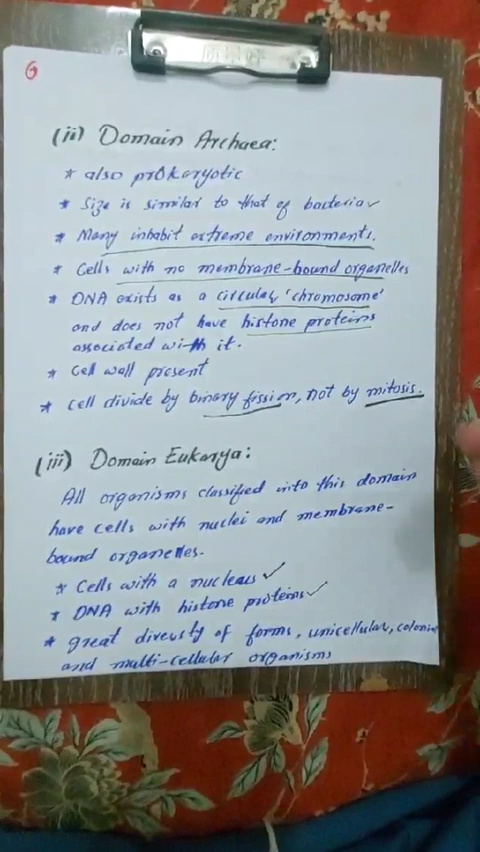 6
(ii) Domain Archaea:
* also prokaryotic
* Size is similar to that of bacteria ✓
* Many inhabit extreme environments.
* Cells with no membrane-bound organelles
* DNA exists as a circular 'chromosome'
and does not have histone proteins
associated with it.
* Cell wall present
* Cell divide by binary fission, not by mitosis.
(iii) Domain Eukarya:
All organisms classified into this domain
have cells with nuclei and membrane-
bound organelles.
* Cells with a nucleus ✓
* DNA with histone proteins ✓
* great diversity of forms, unicellular, colonial
and multi-cellular organisms